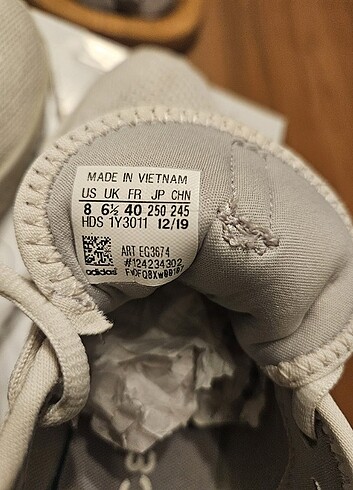 MADE IN VIETNAM
US UK FR JP CHN
8 6½ 40 250 245
HDS 1Y3011 12/19
ART EG3674
#124234302
adidas